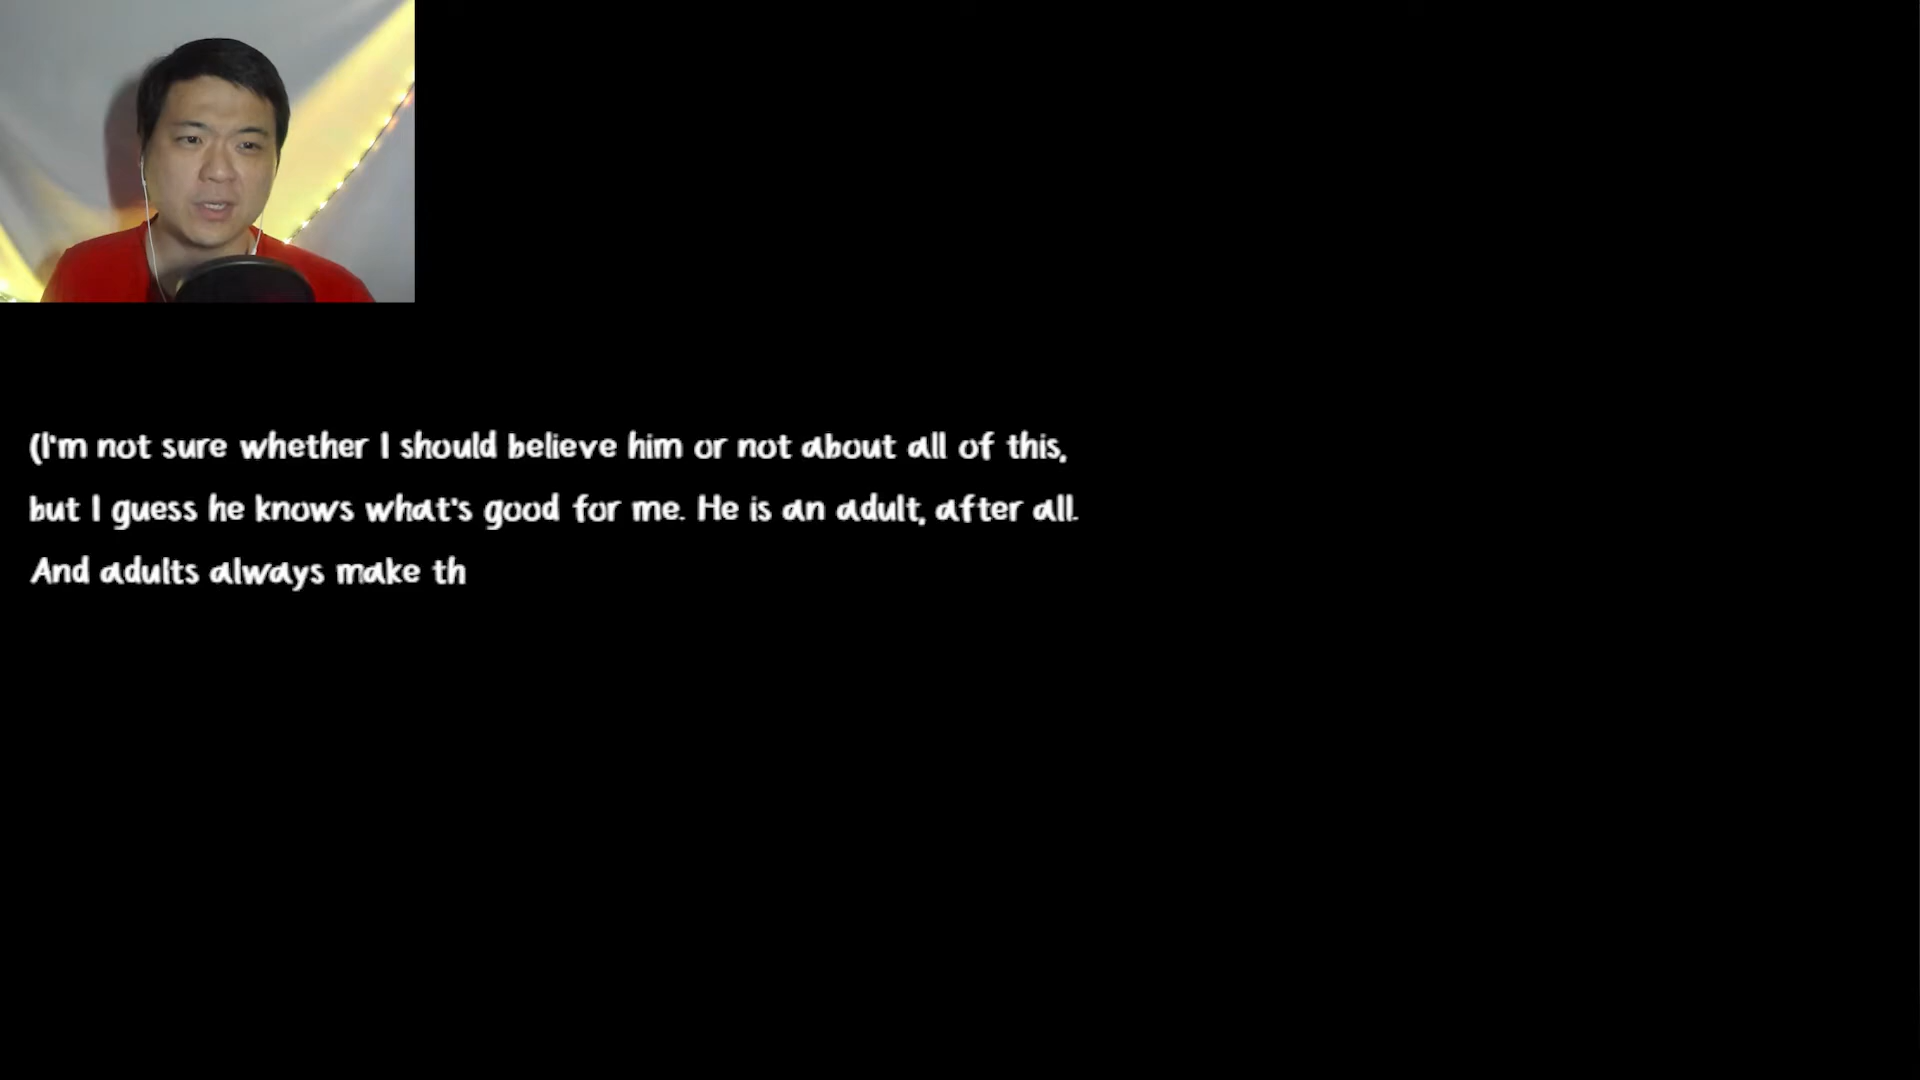 (I'm not sure whether I should believe him or not about all of this,
but I guess he knows what's good for me. He is an adult, after all.
And adults always make th